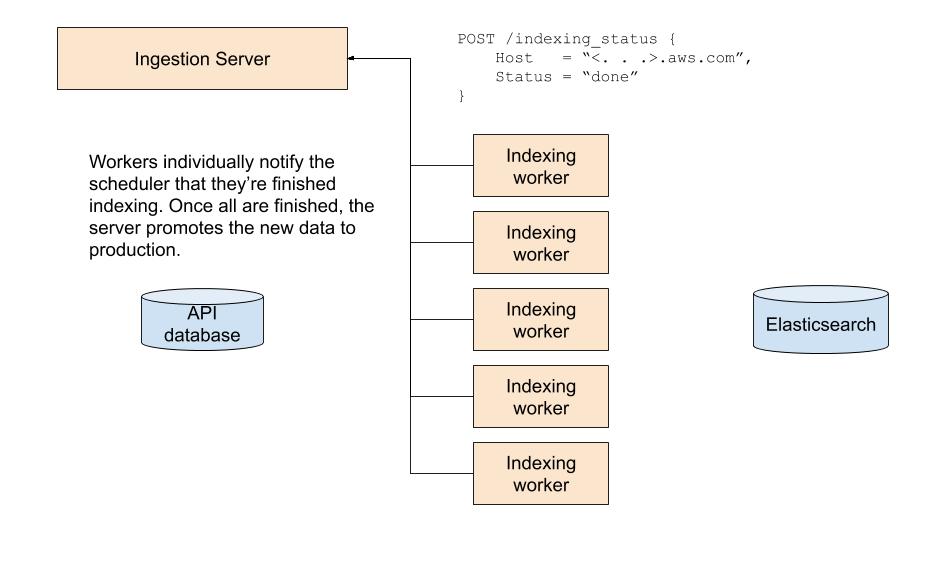 Ingestion Server
POST /indexing_status {
    Host   = “<. . .>.aws.com”,
    Status = “done”
}
Workers individually notify the
scheduler that they’re finished
indexing. Once all are finished, the
server promotes the new data to
production.
Indexing
worker
Indexing
worker
Indexing
worker
Indexing
worker
Indexing
worker
API
database
Elasticsearch